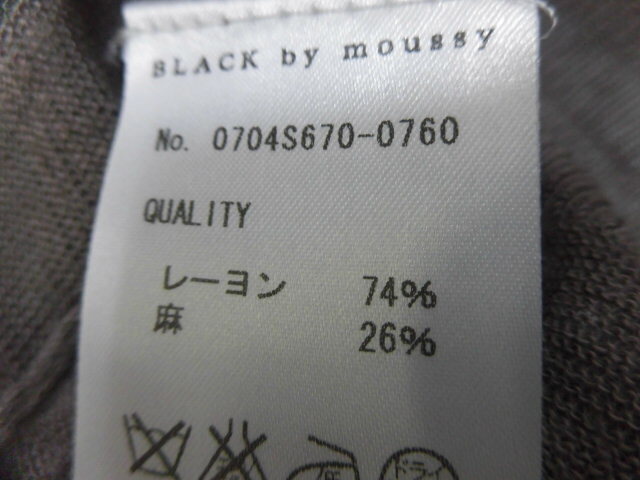 BLACK by moussy
No. 0704S670-0760
QUALITY
レーヨン 74%
麻 26%